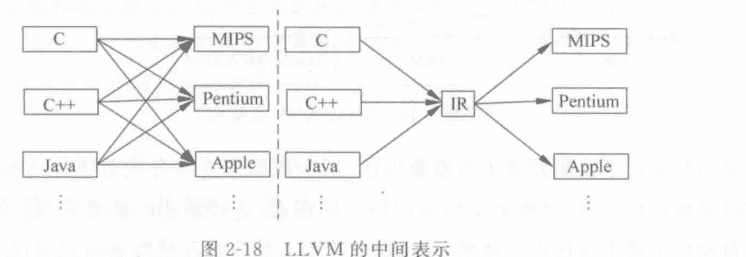 C MIPS C MIPS
C++ Pentium C++ IR Pentium
Java Apple Java Apple
⋮ ⋮ ⋮ ⋮
图 2-18 LLVM 的中间表示